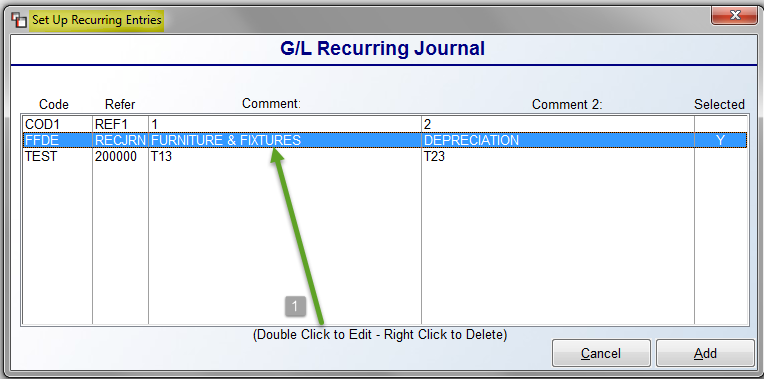 Set Up Recurring Entries
G/L Recurring Journal
Code Refer Comment: Comment 2: Selected
COD1 REF1 1 2
FFDE RECJRN FURNITURE & FIXTURES DEPRECIATION Y
TEST 200000 T13 T23
1
(Double Click to Edit - Right Click to Delete)
Cancel Add